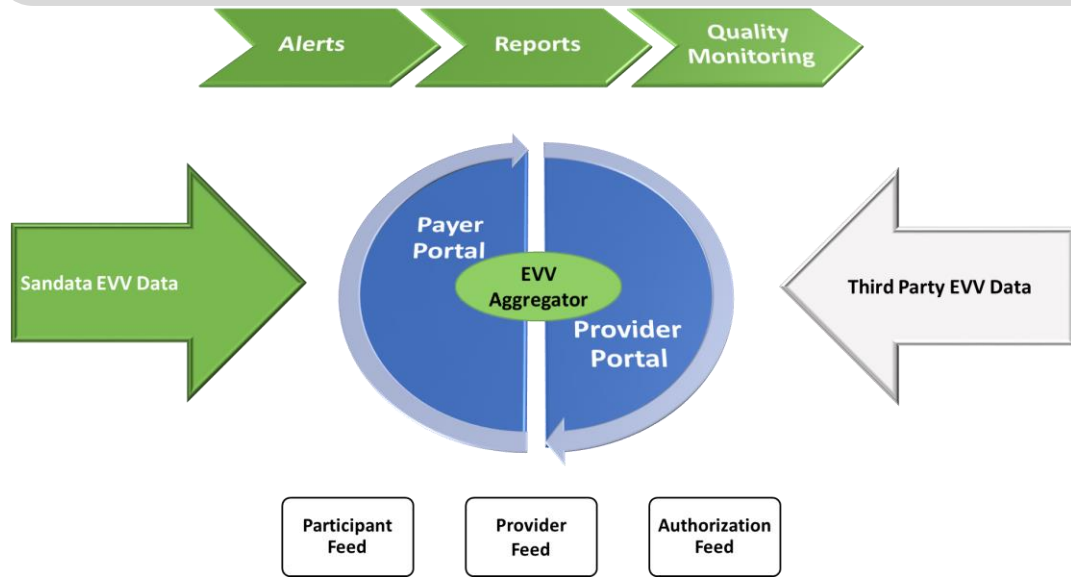 Alerts
Reports
Quality
Monitoring
Payer
Portal
Sandata EVV Data
EVV
Aggregator
Third Party EVV Data
Provider
Portal
Participant
Feed
Provider
Feed
Authorization
Feed